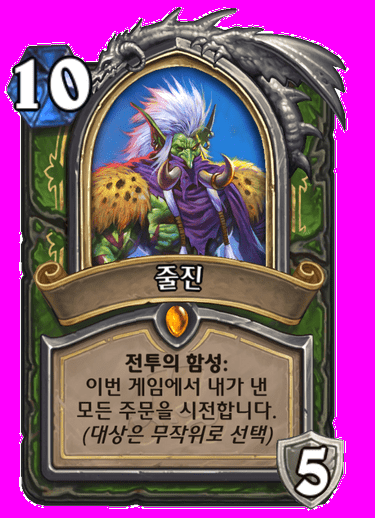 10
줄진
전투의 함성:
이번 게임에서 내가 낸
모든 주문을 시전합니다.
(대상은 무작위로 선택)
5